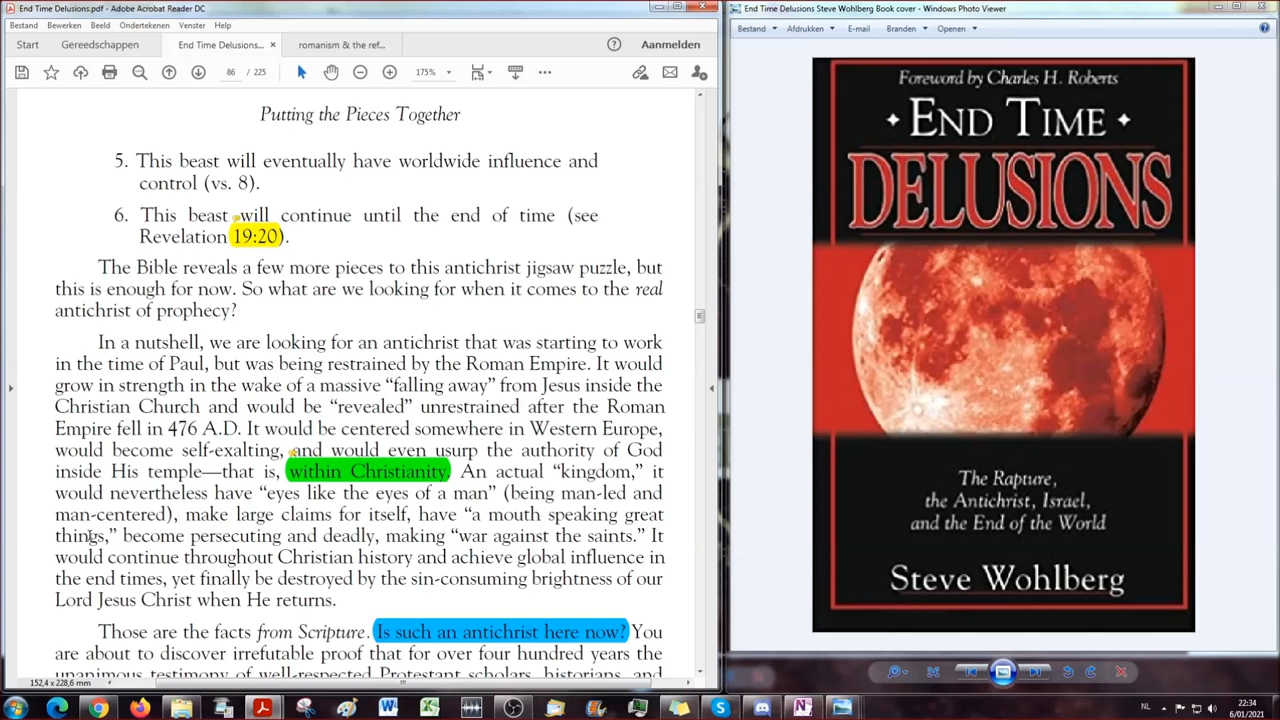 End Time Delusions.pdf - Adobe Acrobat Reader DC
Bestand Bewerken Beeld Ondertekenen Venster Help
Start Gereedschappen End Time Delusions... × romanism & the ref... Aanmelden
86 / 225 175%
Putting the Pieces Together
5. This beast will eventually have worldwide influence and
control (vs. 8).
6. This beast will continue until the end of time (see
Revelation 19:20).
The Bible reveals a few more pieces to this antichrist jigsaw puzzle, but
this is enough for now. So what are we looking for when it comes to the real
antichrist of prophecy?
In a nutshell, we are looking for an antichrist that was starting to work
in the time of Paul, but was being restrained by the Roman Empire. It would
grow in strength in the wake of a massive “falling away” from Jesus inside the
Christian Church and would be “revealed” unrestrained after the Roman
Empire fell in 476 A.D. It would be centered somewhere in Western Europe,
would become self-exalting, and would even usurp the authority of God
inside His temple—that is, within Christianity. An actual “kingdom,” it
would nevertheless have “eyes like the eyes of a man” (being man-led and
man-centered), make large claims for itself, have “a mouth speaking great
things,” become persecuting and deadly, making “war against the saints.” It
would continue throughout Christian history and achieve global influence in
the end times, yet finally be destroyed by the sin-consuming brightness of our
Lord Jesus Christ when He returns.
Those are the facts from Scripture. Is such an antichrist here now? You
are about to discover irrefutable proof that for over four hundred years the
unanimous testimony of well-respected Protestant scholars, historians, and
152,4 x 228,6 mm
End Time Delusions Steve Wohlberg Book cover - Windows Photo Viewer
Bestand Afdrukken E-mail Branden Openen
Foreword by Charles H. Roberts
END TIME
DELUSIONS
The Rapture,
the Antichrist, Israel,
and the End of the World
Steve Wohlberg
NL
22:34
6/01/2021